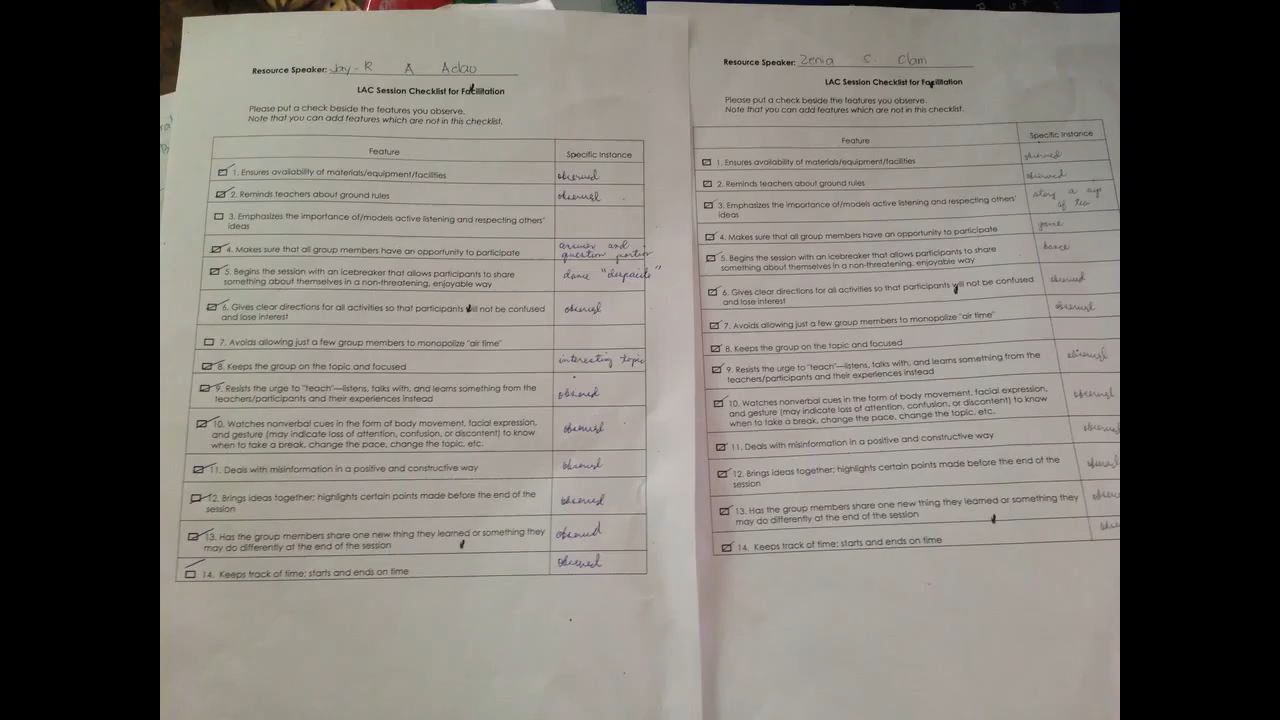 Resource Speaker: Jay-R A Aclao
LAC Session Checklist for Facilitation
Please put a check beside the features you observe.
Note that you can add features which are not in this checklist.
Feature Specific Instance
1. Ensures availability of materials/equipment/facilities observed
2. Reminds teachers about ground rules observed
3. Emphasizes the importance of/models active listening and respecting others'
ideas
4. Makes sure that all group members have an opportunity to participate answer and
question portion
5. Begins the session with an icebreaker that allows participants to share dance "despacito"
something about themselves in a non-threatening, enjoyable way
6. Gives clear directions for all activities so that participants will not be confused observed
and lose interest
7. Avoids allowing just a few group members to monopolize "air time"
8. Keeps the group on the topic and focused interesting topic
9. Resists the urge to "teach"—listens, talks with, and learns something from the
teachers/participants and their experiences instead observed
10. Watches nonverbal cues in the form of body movement, facial expression,
and gesture (may indicate loss of attention, confusion, or discontent) to know observed
when to take a break, change the pace, change the topic, etc.
11. Deals with misinformation in a positive and constructive way observed
12. Brings ideas together; highlights certain points made before the end of the observed
session
13. Has the group members share one new thing they learned or something they observed
may do differently at the end of the session
14. Keeps track of time; starts and ends on time observed
Resource Speaker: Zenia S. Clam
LAC Session Checklist for Facilitation
Please put a check beside the features you observe.
Note that you can add features which are not in this checklist.
Feature Specific Instance
1. Ensures availability of materials/equipment/facilities observed
2. Reminds teachers about ground rules observed
3. Emphasizes the importance of/models active listening and respecting others' story a cup
ideas of tea
4. Makes sure that all group members have an opportunity to participate game
5. Begins the session with an icebreaker that allows participants to share dance
something about themselves in a non-threatening, enjoyable way
6. Gives clear directions for all activities so that participants will not be confused observed
and lose interest
7. Avoids allowing just a few group members to monopolize "air time" observed
8. Keeps the group on the topic and focused
9. Resists the urge to "teach"—listens, talks with, and learns something from the observed
teachers/participants and their experiences instead
10. Watches nonverbal cues in the form of body movement, facial expression, observed
and gesture (may indicate loss of attention, confusion, or discontent) to know
when to take a break, change the pace, change the topic, etc.
11. Deals with misinformation in a positive and constructive way observed
12. Brings ideas together; highlights certain points made before the end of the observed
session
13. Has the group members share one new thing they learned or something they
may do differently at the end of the session
14. Keeps track of time; starts and ends on time